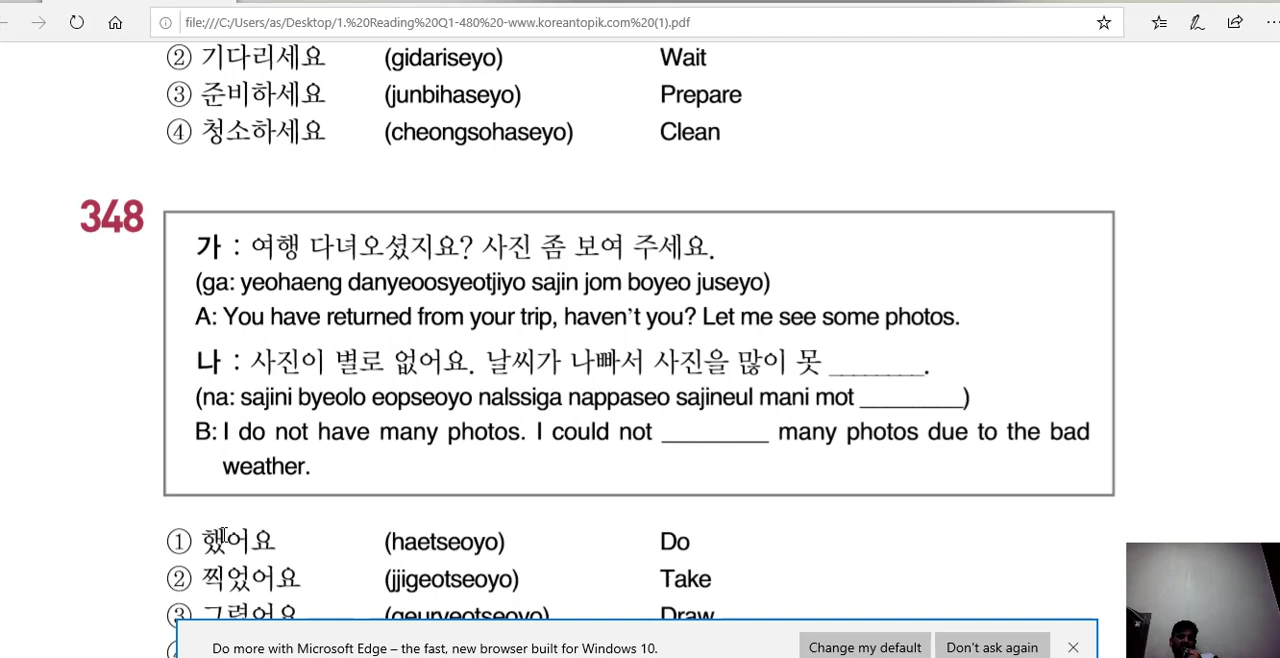 file:///C:/Users/as/Desktop/1.%20Reading%20Q1-480%20-www.koreantopik.com%20(1).pdf
② 기다리세요 (gidariseyo) Wait
③ 준비하세요 (junbihaseyo) Prepare
④ 청소하세요 (cheongsohaseyo) Clean
348
가 : 여행 다녀오셨지요? 사진 좀 보여 주세요.
(ga: yeohaeng danyeoosyeotjiyo sajin jom boyeo juseyo)
A: You have returned from your trip, haven't you? Let me see some photos.
나 : 사진이 별로 없어요. 날씨가 나빠서 사진을 많이 못 ________.
(na: sajini byeolo eopseoyo nalssiga nappaseo sajineul mani mot ________)
B: I do not have many photos. I could not ________ many photos due to the bad
weather.
① 했어요 (haetseoyo) Do
② 찍었어요 (jjigeotseoyo) Take
③ 그렸어요 (geuryeotseoyo) Draw
Do more with Microsoft Edge – the fast, new browser built for Windows 10.
Change my default
Don't ask again